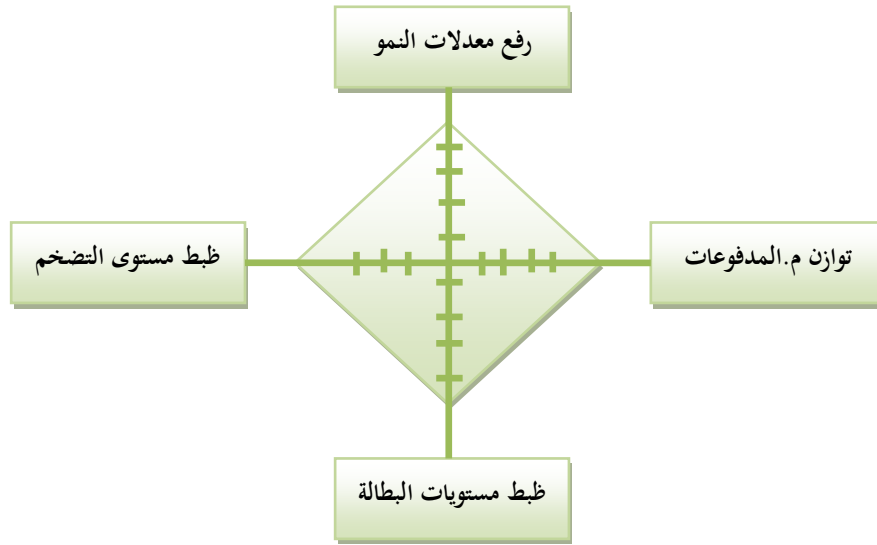 رفع معدلات النمو
توازن م.المدفوعات
ظبط مستوى التضخم
ظبط مستويات البطالة